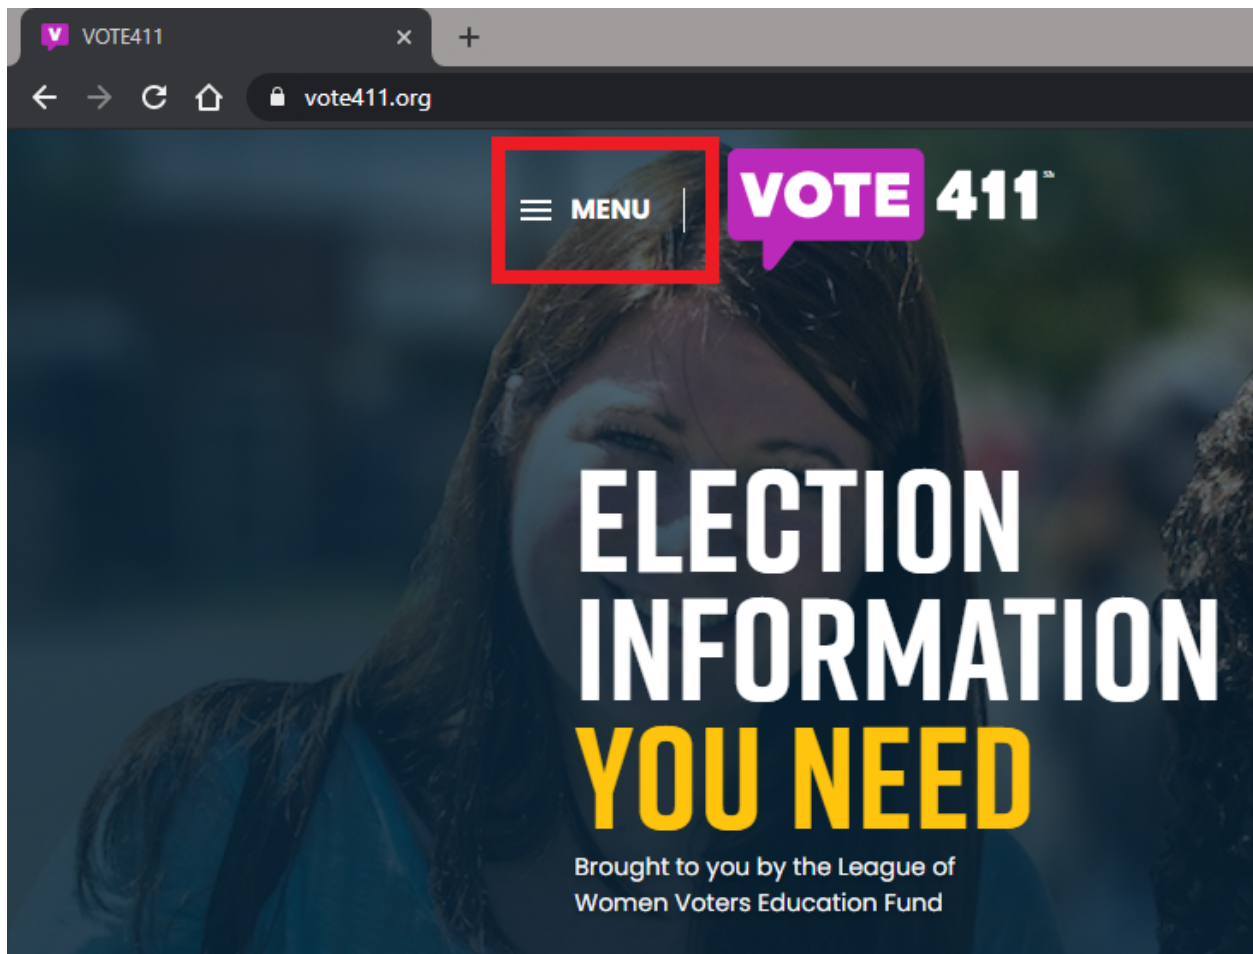 VOTE411
vote411.org
MENU
VOTE 411
SM
ELECTION
INFORMATION
YOU NEED
Brought to you by the League of
Women Voters Education Fund